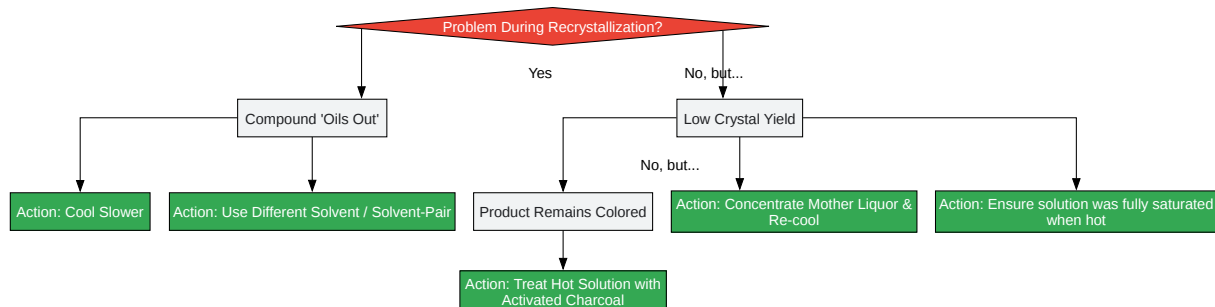 Problem During Recrystallization?
Yes
No, but...
Compound 'Oils Out'
Low Crystal Yield
No, but...
Action: Cool Slower
Action: Use Different Solvent / Solvent-Pair
Product Remains Colored
Action: Concentrate Mother Liquor &
Re-cool
Action: Ensure solution was fully saturated
when hot
Action: Treat Hot Solution with
Activated Charcoal